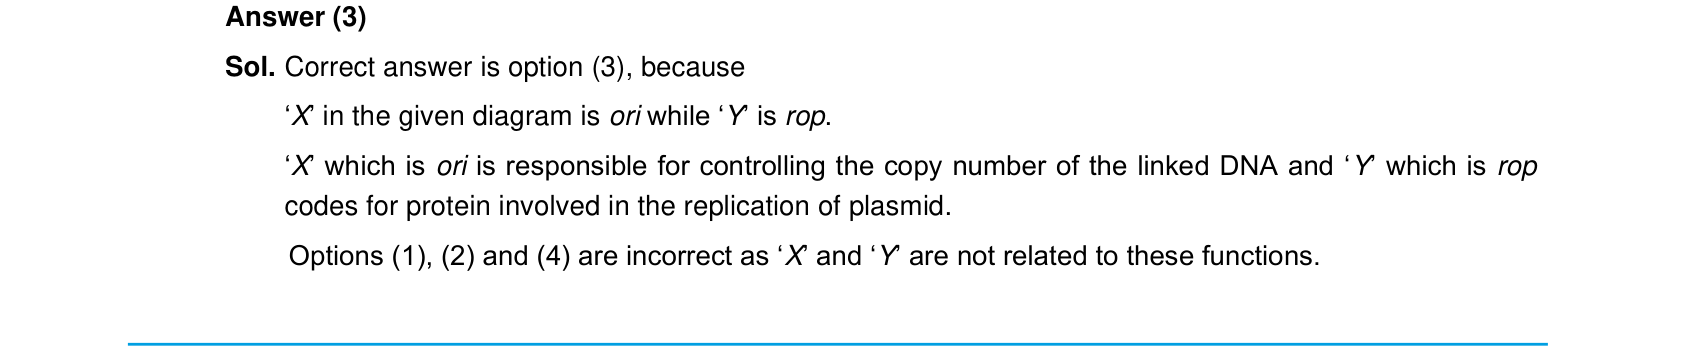 Answer (3)
Sol. Correct answer is option (3), because
‘X’ in the given diagram is ori while ‘Y’ is rop.
‘X’ which is ori is responsible for controlling the copy number of the linked DNA and ‘Y’ which is rop
codes for protein involved in the replication of plasmid.
Options (1), (2) and (4) are incorrect as ‘X’ and ‘Y’ are not related to these functions.